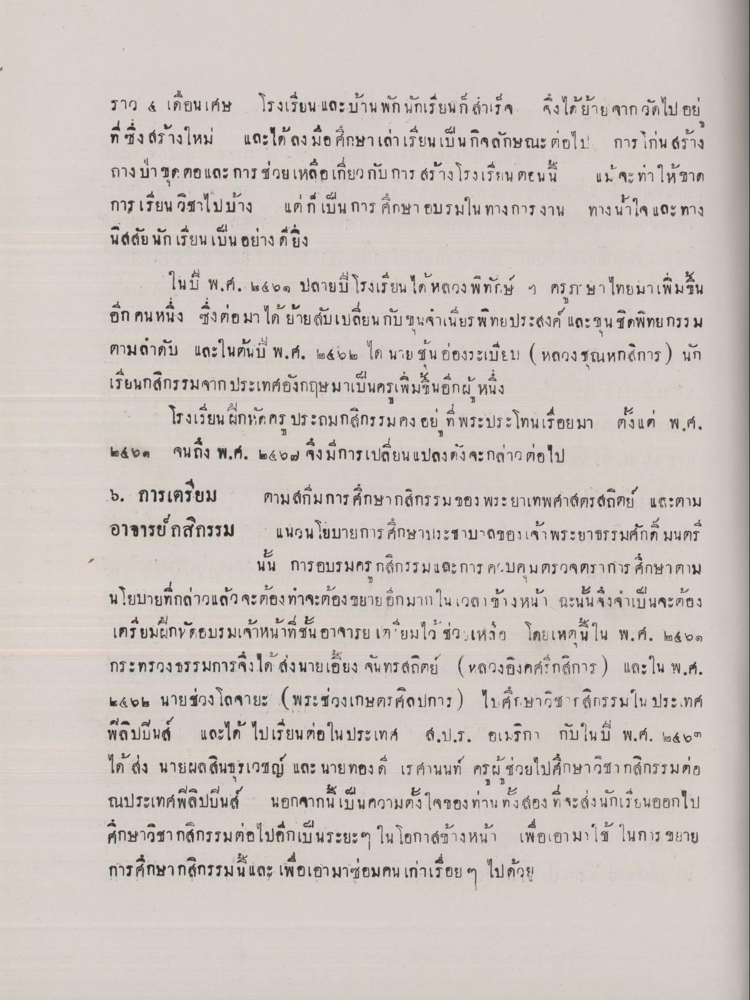 ราว ๔ เดือนเศษ โรงเรียนและบ้านพักนักเรียนก็สำเร็จ จึงได้ย้ายจากวัดไปอยู่
ที่ซึ่งสร้างใหม่ และได้ลงมือศึกษาเล่าเรียนเป็นกิจลักษณะต่อไป การโก่นสร้าง
ถางป่าขุดตอและการช่วยเหลือเกี่ยวกับการสร้างโรงเรียนตอนนี้ แม้จะทำให้ขาด
การเรียนวิชาไปบ้าง แต่ก็เป็นการศึกษาอบรมในทางการงาน ทางน้ำใจและทาง
นิสสัยนักเรียนเป็นอย่างดียิ่ง
ในปี พ.ศ. ๒๔๖๑ ปลายปีโรงเรียนได้หลวงพิทักษ์ ฯ ครูภาษาไทยมาเพิ่มขึ้น
อีกคนหนึ่ง ซึ่งต่อมาได้ย้ายสับเปลี่ยนกับขุนจำเนียรพิทยประสงค์ และขุนชิดพิทยกรรม
ตามลำดับ และในต้นปี พ.ศ. ๒๔๖๒ ได นายชุ้นอ่องระเบียบ (หลวงชุณหกสิการ) นัก
เรียนกสิกรรมจากประเทศอังกฤษมาเป็นครูเพิ่มขึ้นอีกผู้หนึ่ง
โรงเรียนฝึกหัดครูประถมกสิกรรมคงอยู่ที่พระประโทนเรื่อยมา ตั้งแต่ พ.ศ.
๒๔๖๑ จนถึง พ.ศ. ๒๔๖๗ จึงมีการเปลี่ยนแปลงดังจะกล่าวต่อไป
๖. การเตรียม ตามสกีมการศึกษากสิกรรมของพระยาเทพศาสตรสถิตย์ และตาม
อาจารย์กสิกรรม แนวนโยบายการศึกษาประชาบาลของเจ้าพระยาธรรมศักดิ์มนตรี
นั้น การอบรมครูกสิกรรมและการควบคุมตรวจตราการศึกษาตาม
นโยบายที่กล่าวแล้วจะต้องทำจะต้องขยายอีกมากในเวลาข้างหน้า ฉะนั้นจึงจำเป็นจะต้อง
เตรียมฝึกหัดอบรมเจ้าหน้าที่ชั้นอาจารย เตรียมไว้ช่วยเหลือ โดยเหตุนี้ใน พ.ศ. ๒๔๖๑
กระทรวงธรรมการจึงได้ส่งนายเอี้ยง จันทรสถิตย์ (หลวงอิงคศรีกสิการ) และใน พ.ศ.
๒๔๖๒ นายช่วงโลจายะ (พระช่วงเกษตรศิลปการ) ไปศึกษาวิชากสิกรรมในประเทศ
ฟีลิปปีนส์ และได้ไปเรียนต่อในประเทศ ส.ป.ร. อเมริกา กับในปี พ.ศ. ๒๔๖๓
ได้ส่ง นายผลสินธุรเวชญ์ และนายทองดี เรศานนท์ ครูผู้ช่วยไปศึกษาวิชากสิกรรมต่อ
ณประเทศฟีลิปปีนส์ นอกจากนี้เป็นความตั้งใจของท่านทั้งสองที่จะส่งนักเรียนออกไป
ศึกษาวิชากสิกรรมต่อไปอีกเป็นระยะๆ ในโอกาสข้างหน้า เพื่อเอามาใช้ในการขยาย
การศึกษากสิกรรมนี้และเพื่อเอามาซ่อมคนเก่าเรื่อยๆ ไปด้วย